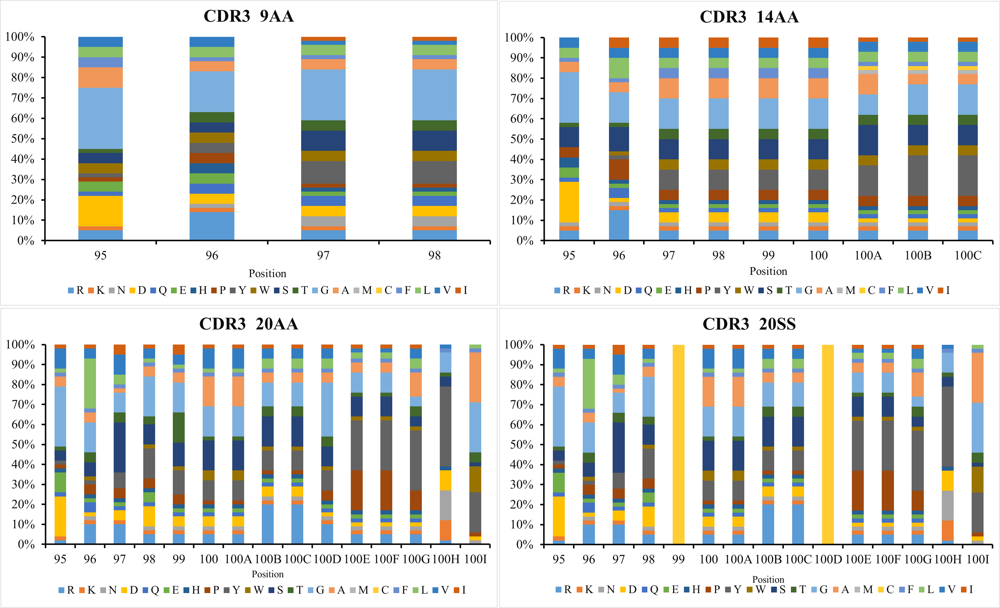 CDR3 9AA
100%
90%
80%
70%
60%
50%
40%
30%
20%
10%
0%
95 96 97 98
Position
R K N D Q E H P Y W S T G A M C F L V I
CDR3 14AA
100%
90%
80%
70%
60%
50%
40%
30%
20%
10%
0%
95 96 97 98 99 100 100A 100B 100C
Position
R K N D Q E H P Y W S T G A M C F L V I
CDR3 20AA
100%
90%
80%
70%
60%
50%
40%
30%
20%
10%
0%
95 96 97 98 99 100 100A 100B 100C 100D 100E 100F 100G 100H 100I
Position
R K N D Q E H P Y W S T G A M C F L V I
CDR3 20SS
100%
90%
80%
70%
60%
50%
40%
30%
20%
10%
0%
95 96 97 98 99 100 100A 100B 100C 100D 100E 100F 100G 100H 100I
Position
R K N D Q E H P Y W S T G A M C F L V I